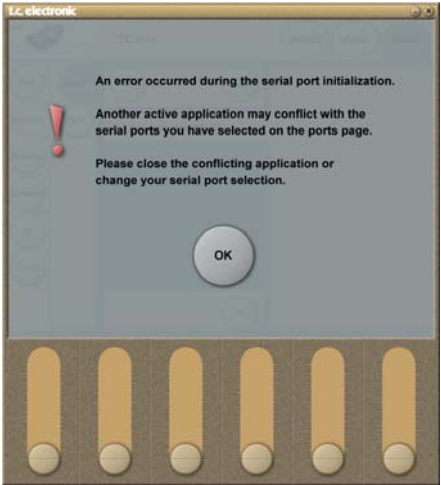 t.c. electronic
An error occurred during the serial port initialization.
Another active application may conflict with the
serial ports you have selected on the ports page.
Please close the conflicting application or
change your serial port selection.
OK